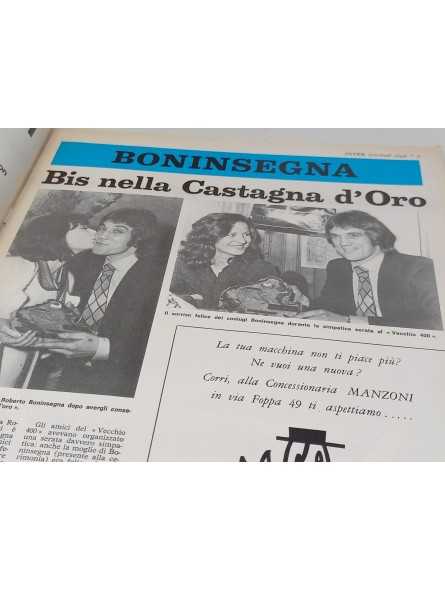 BONINSEGNA
Bis nella Castagna d'Oro
Il sorriso felice dei coniugi Boninsegna durante la simpatica serata al « Vecchio 400 »
Roberto Boninsegna dopo avergli conse-
d'oro ».
La tua macchina non ti piace più?
Ne vuoi una nuova?
Corri, alla Concessionaria MANZONI
in via Foppa 49 ti aspettiamo .....
Gli amici del « Vecchio
400 » avevano organizzato
una serata davvero simpa-
tica: anche la moglie di Bo-
ninsegna (presente alla ce-
rimonia)